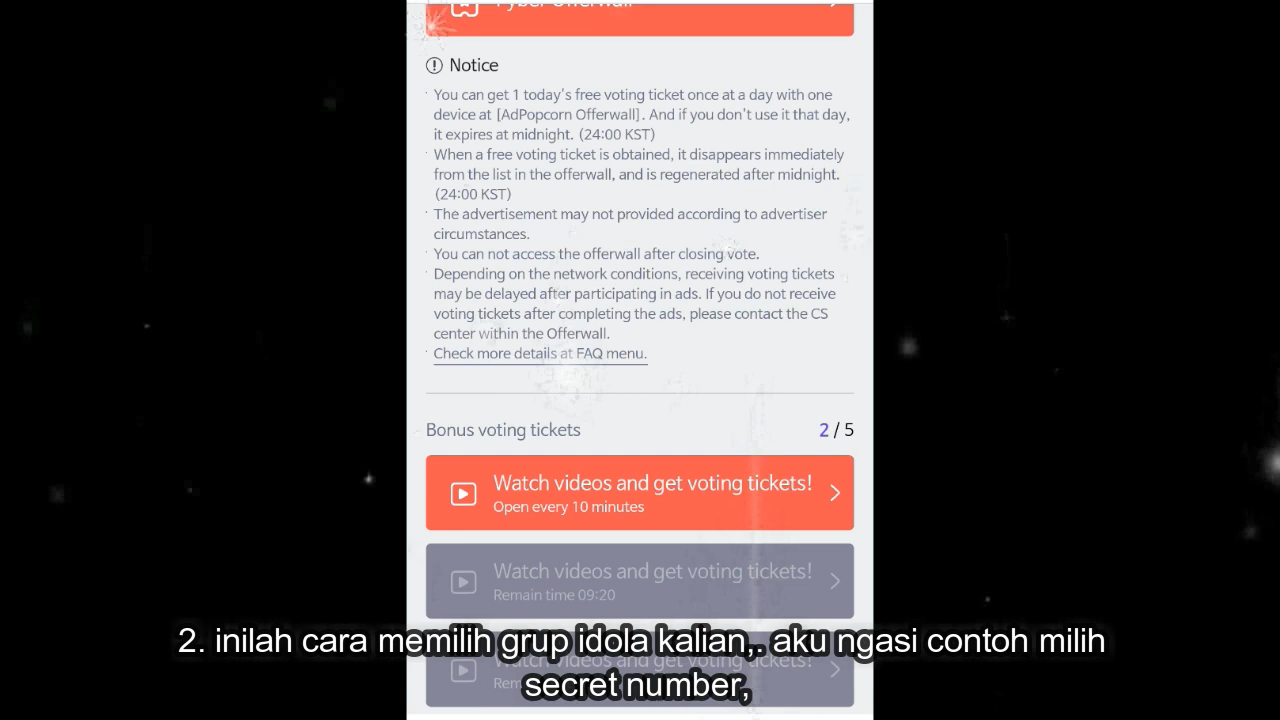 Notice
You can get 1 today's free voting ticket once at a day with one
device at [AdPopcorn Offerwall]. And if you don't use it that day,
it expires at midnight. (24:00 KST)
When a free voting ticket is obtained, it disappears immediately
from the list in the offerwall, and is regenerated after midnight.
(24:00 KST)
The advertisement may not provided according to advertiser
circumstances.
You can not access the offerwall after closing vote.
Depending on the network conditions, receiving voting tickets
may be delayed after participating in ads. If you do not receive
voting tickets after completing the ads, please contact the CS
center within the Offerwall.
Check more details at FAQ menu.
Bonus voting tickets 2 / 5
Watch videos and get voting tickets!
Open every 10 minutes
Watch videos and get voting tickets!
Remain time 09:20
Watch videos and get voting tickets!
2. inilah cara memilih grup idola kalian,. aku ngasi contoh milih
secret number,